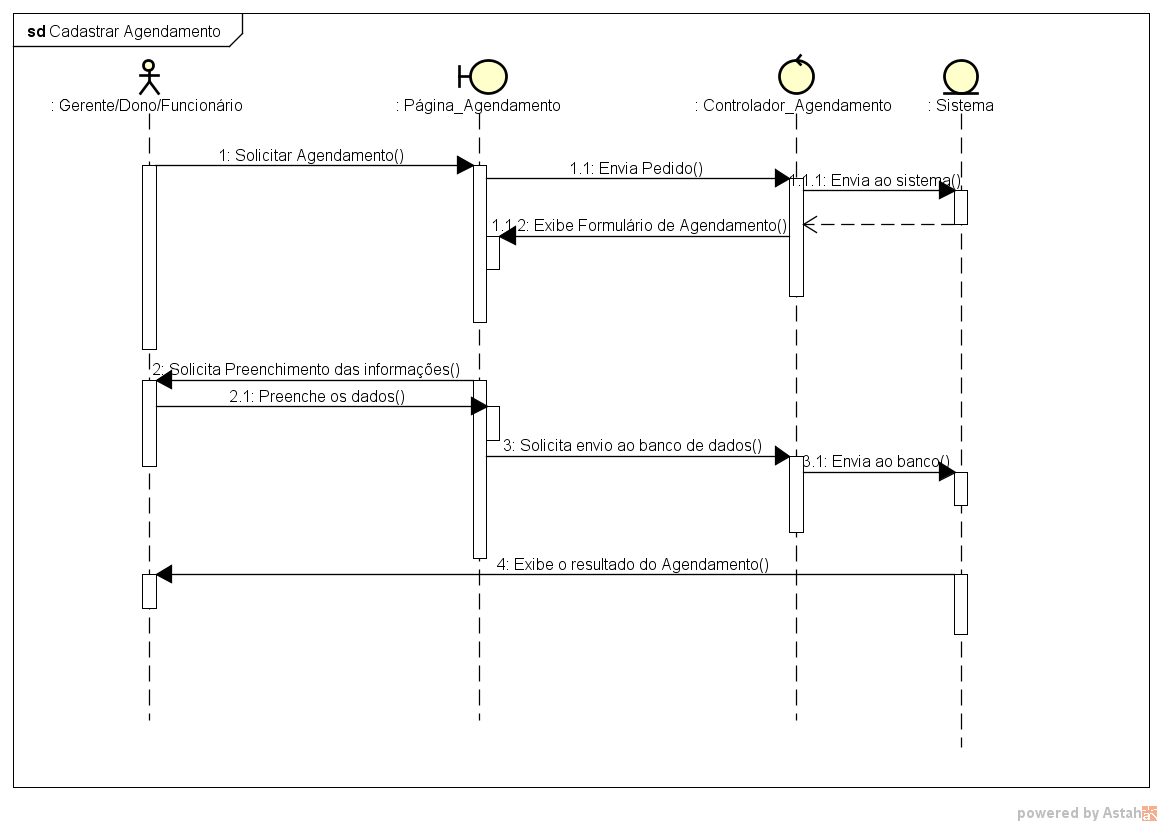 sd Cadastrar Agendamento
: Gerente/Dono/Funcionário
: Página_Agendamento
: Controlador_Agendamento
: Sistema
1: Solicitar Agendamento()
1.1: Envia Pedido()
1.1.1: Envia ao sistema()
1.1.2: Exibe Formulário de Agendamento()
2: Solicita Preenchimento das informações()
2.1: Preenche os dados()
3: Solicita envio ao banco de dados()
3.1: Envia ao banco()
4: Exibe o resultado do Agendamento()
powered by Astah